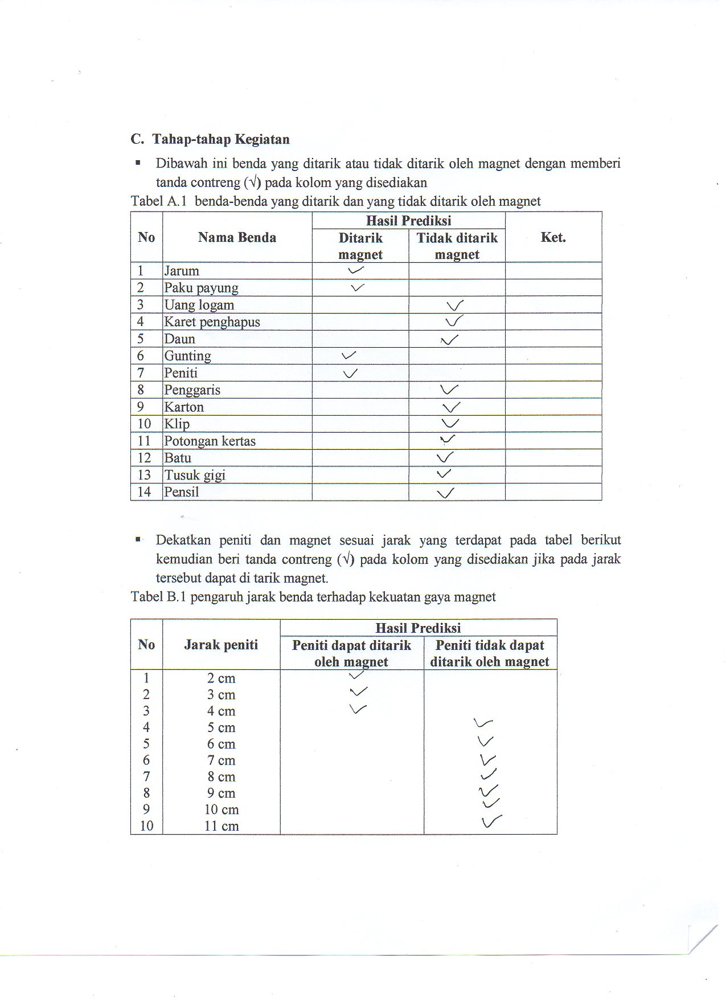 C. Tahap-tahap Kegiatan
▪ Dibawah ini benda yang ditarik atau tidak ditarik oleh magnet dengan memberi
tanda contreng (√) pada kolom yang disediakan
Tabel A.1 benda-benda yang ditarik dan yang tidak ditarik oleh magnet
No Nama Benda Hasil Prediksi Ket.
Ditarik magnet Tidak ditarik magnet
1 Jarum ✓
2 Paku payung ✓
3 Uang logam ✓
4 Karet penghapus ✓
5 Daun ✓
6 Gunting ✓
7 Peniti ✓
8 Penggaris ✓
9 Karton ✓
10 Klip ✓
11 Potongan kertas ✓
12 Batu ✓
13 Tusuk gigi ✓
14 Pensil ✓
▪ Dekatkan peniti dan magnet sesuai jarak yang terdapat pada tabel berikut
kemudian beri tanda contreng (√) pada kolom yang disediakan jika pada jarak
tersebut dapat di tarik magnet.
Tabel B.1 pengaruh jarak benda terhadap kekuatan gaya magnet
No Jarak peniti Hasil Prediksi
Peniti dapat ditarik oleh magnet Peniti tidak dapat ditarik oleh magnet
1 2 cm ✓
2 3 cm ✓
3 4 cm ✓
4 5 cm ✓
5 6 cm ✓
6 7 cm ✓
7 8 cm ✓
8 9 cm ✓
9 10 cm ✓
10 11 cm ✓